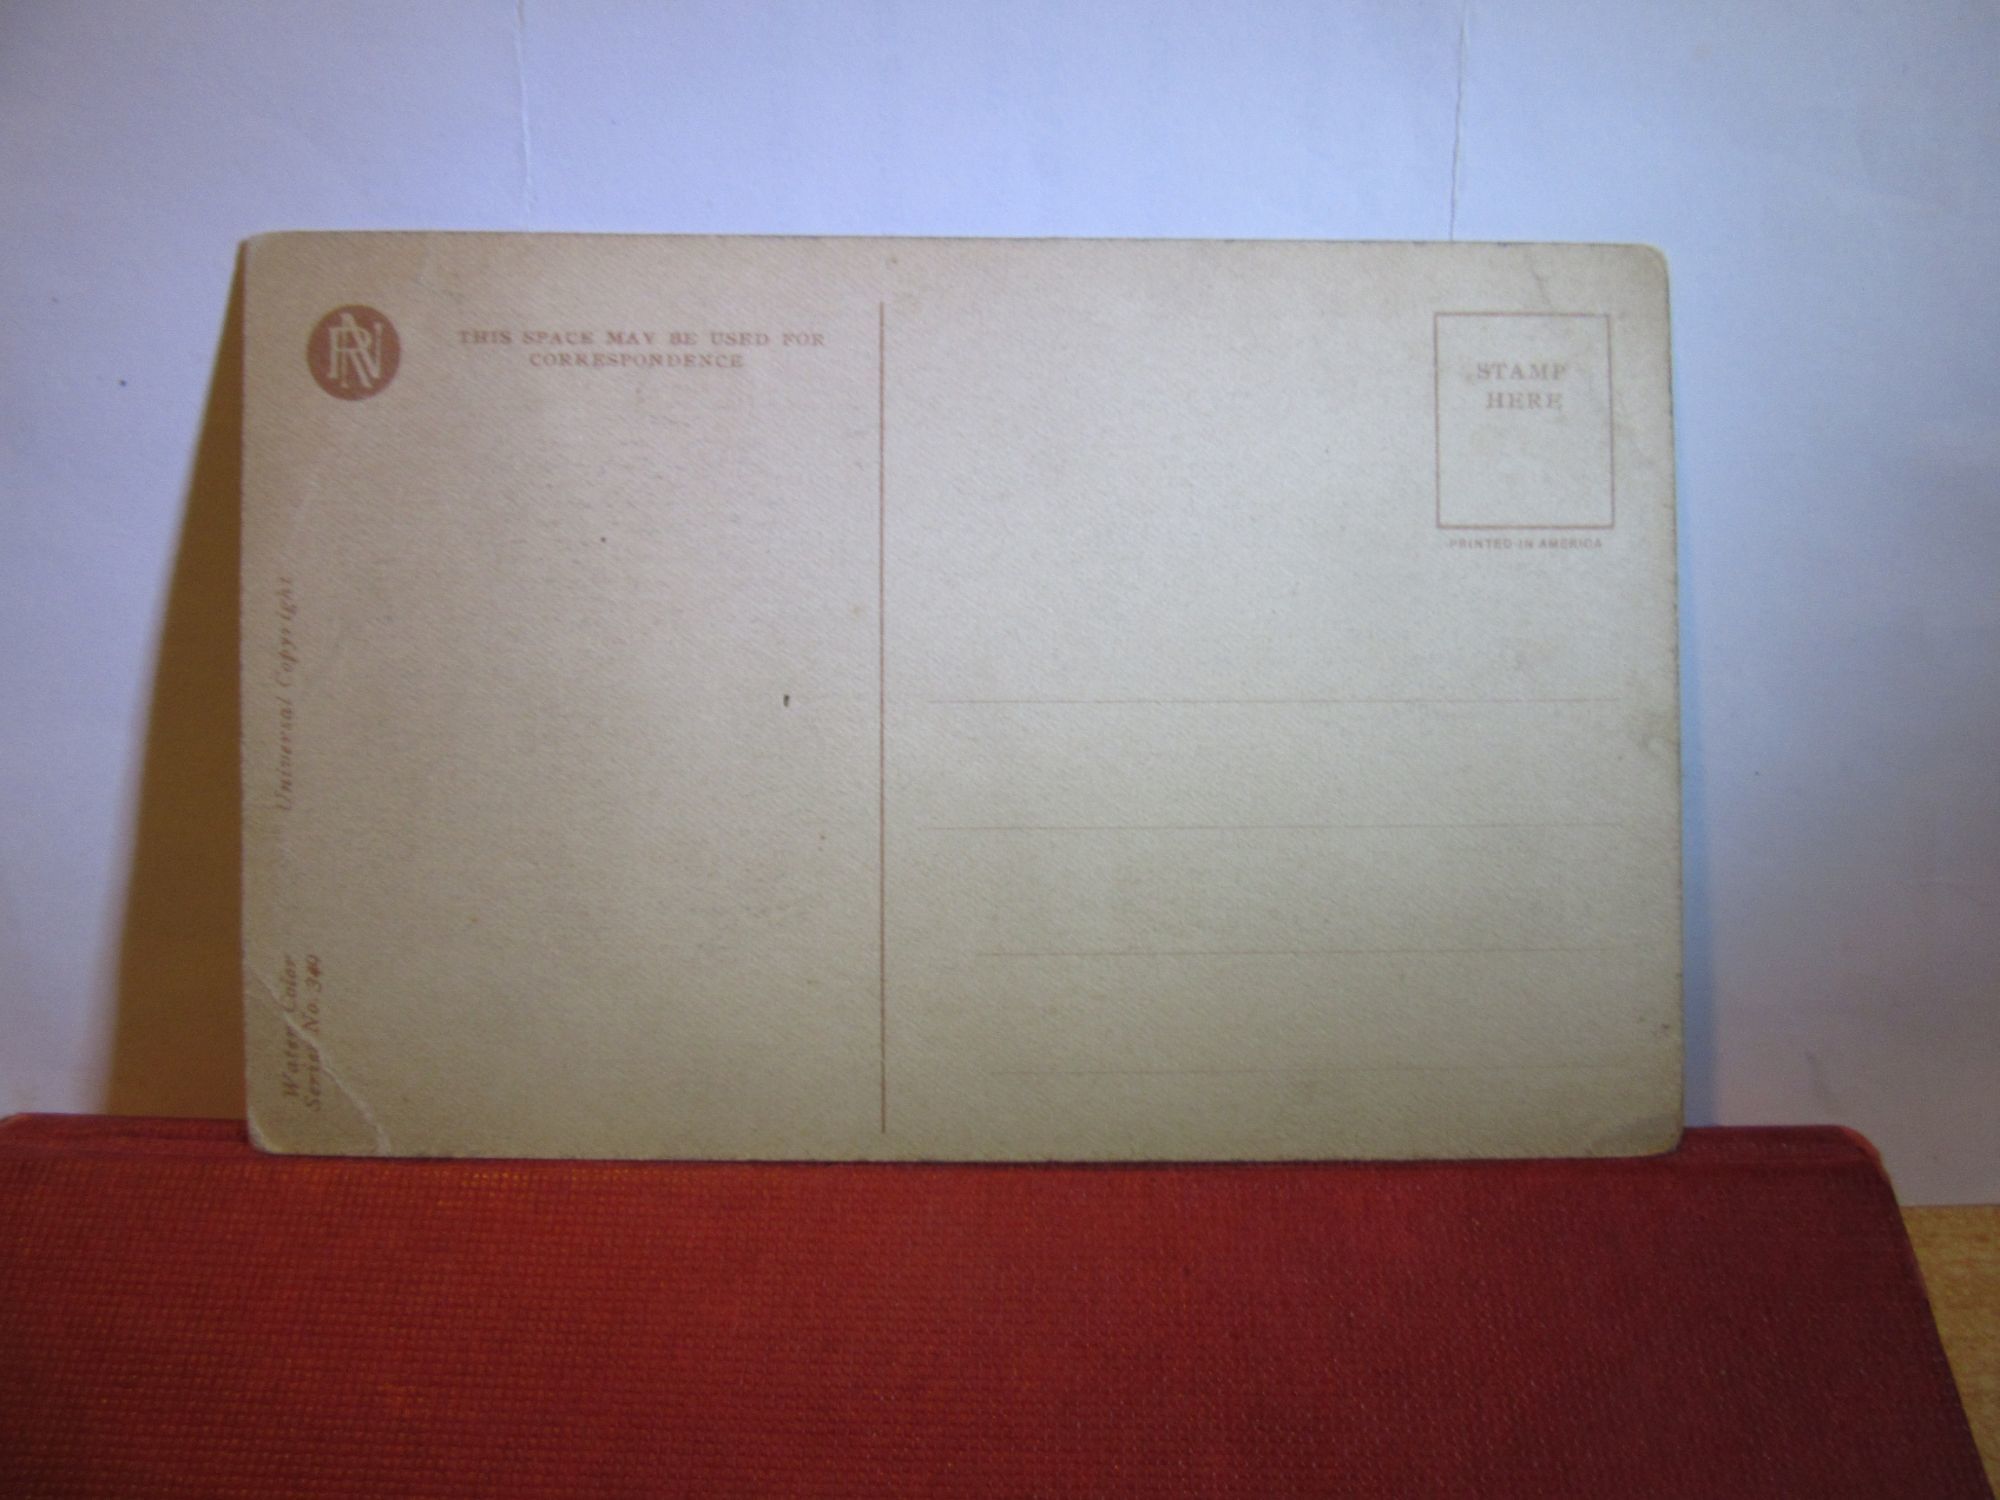 RN
THIS SPACE MAY BE USED FOR
CORRESPONDENCE
STAMP
HERE
PRINTED IN AMERICA
Universal Copyright
Water Color
Series No. 340